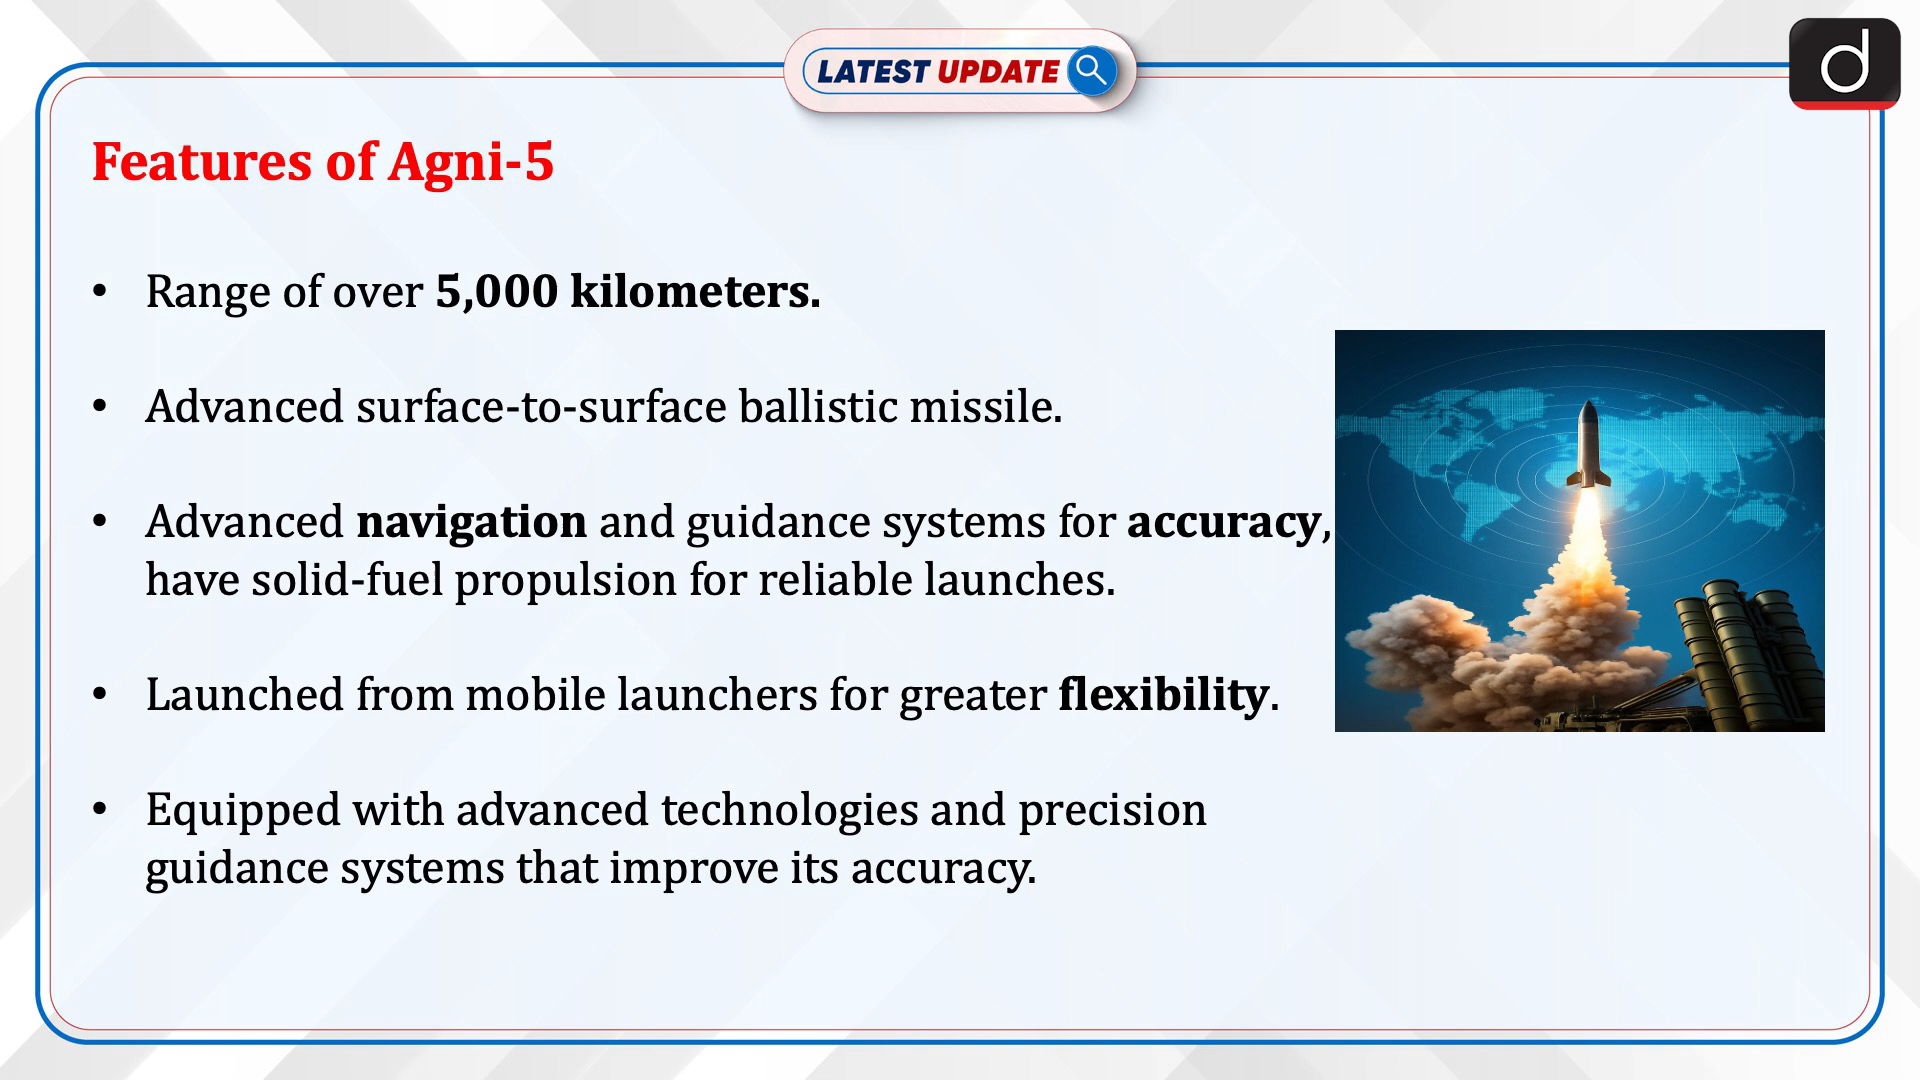 LATEST UPDATE
d
Features of Agni-5
• Range of over 5,000 kilometers.
• Advanced surface-to-surface ballistic missile.
• Advanced navigation and guidance systems for accuracy,
have solid-fuel propulsion for reliable launches.
• Launched from mobile launchers for greater flexibility.
• Equipped with advanced technologies and precision
guidance systems that improve its accuracy.